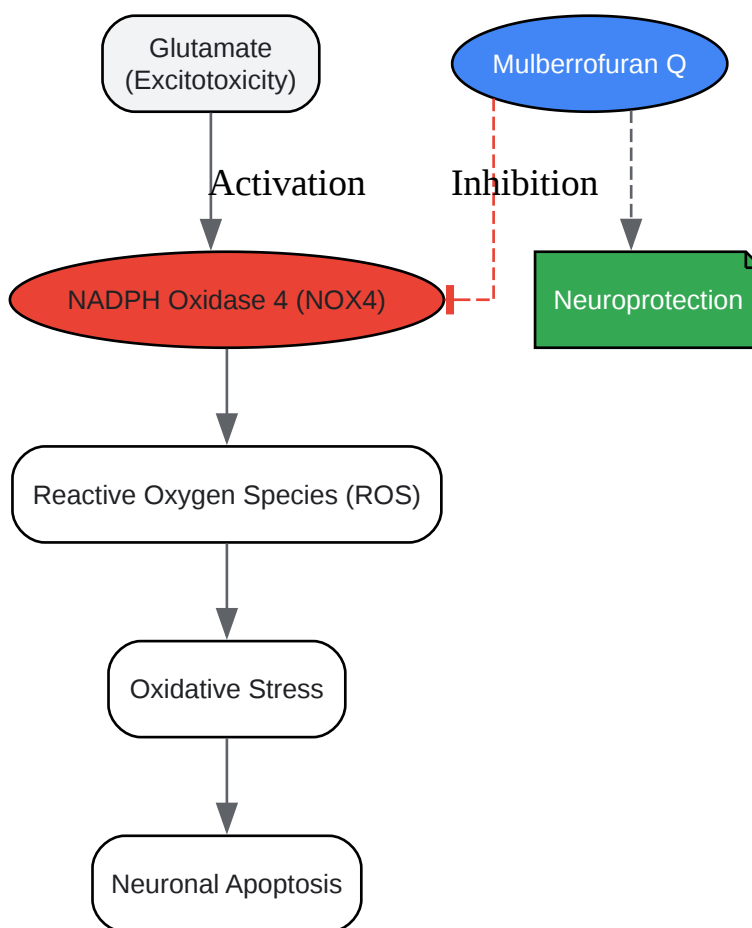 Glutamate
(Excitotoxicity)
Mulberrofuran Q
Activation
Inhibition
NADPH Oxidase 4 (NOX4)
Neuroprotection
Reactive Oxygen Species (ROS)
Oxidative Stress
Neuronal Apoptosis